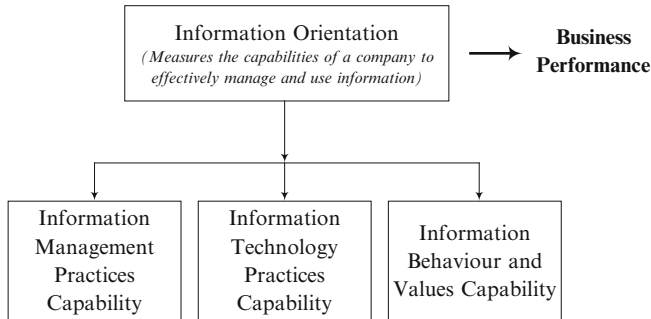 Information Orientation
(Measures the capabilities of a company to
effectively manage and use information)
Business
Performance
Information
Management
Practices
Capability
Information
Technology
Practices
Capability
Information
Behaviour and
Values Capability